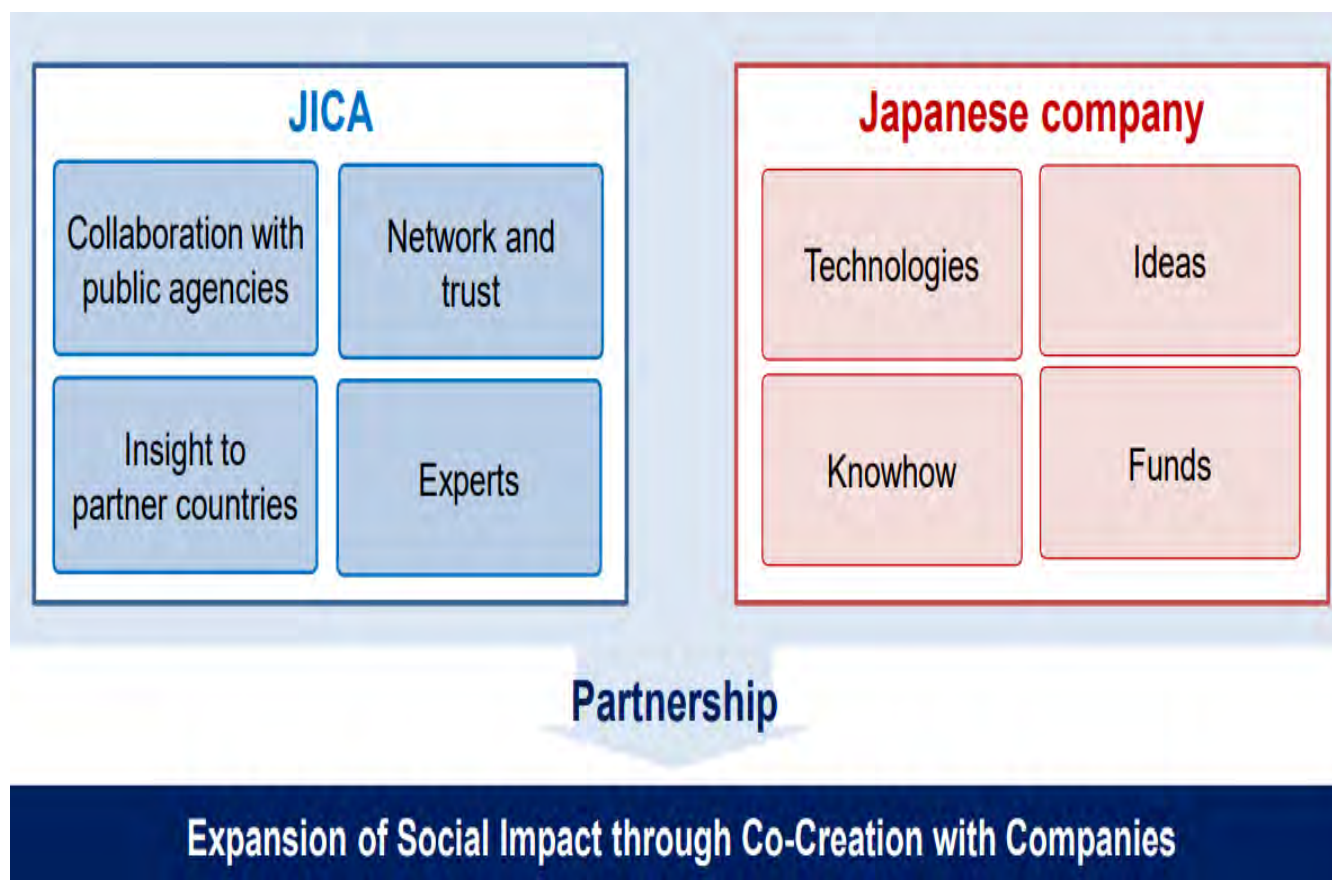 JICA
Collaboration with
public agencies
Network and
trust
Insight to
partner countries
Experts
Japanese company
Technologies
Ideas
Knowhow
Funds
Partnership
Expansion of Social Impact through Co-Creation with Companies